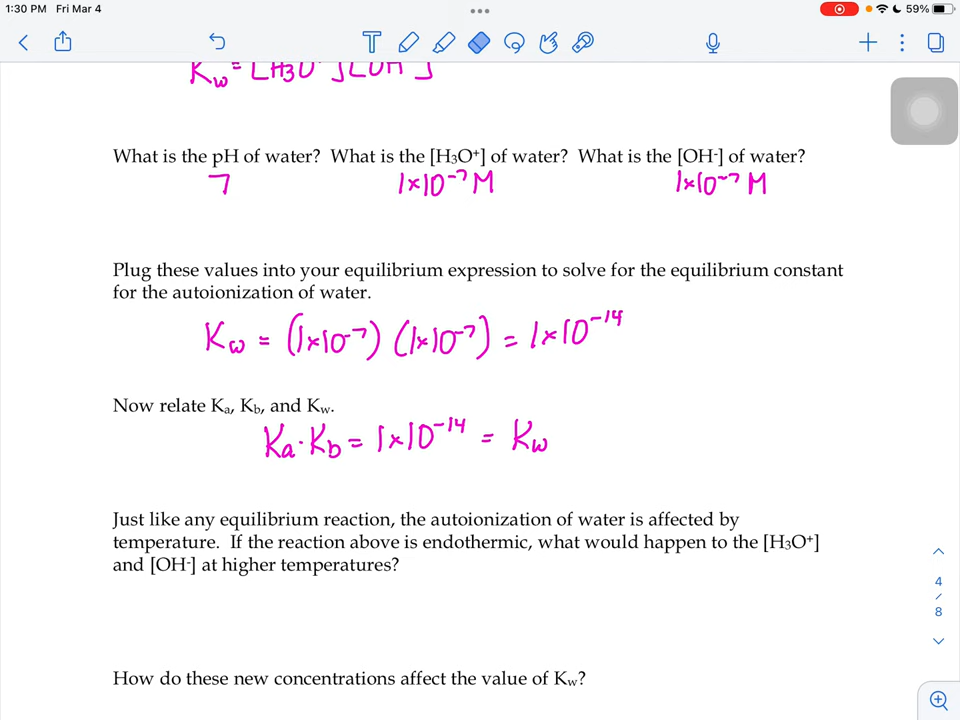 1:30 PM Fri Mar 4 59%
Kw = [H₃O⁺][OH⁻]
What is the pH of water? What is the [H₃O⁺] of water? What is the [OH⁻] of water?
7 1×10⁻⁷ M 1×10⁻⁷ M
Plug these values into your equilibrium expression to solve for the equilibrium constant
for the autoionization of water.
Kw = (1×10⁻⁷) (1×10⁻⁷) = 1×10⁻¹⁴
Now relate Ka, Kb, and Kw.
Ka · Kb = 1×10⁻¹⁴ = Kw
Just like any equilibrium reaction, the autoionization of water is affected by
temperature. If the reaction above is endothermic, what would happen to the [H₃O⁺]
and [OH⁻] at higher temperatures?
4
/
8
How do these new concentrations affect the value of Kw?